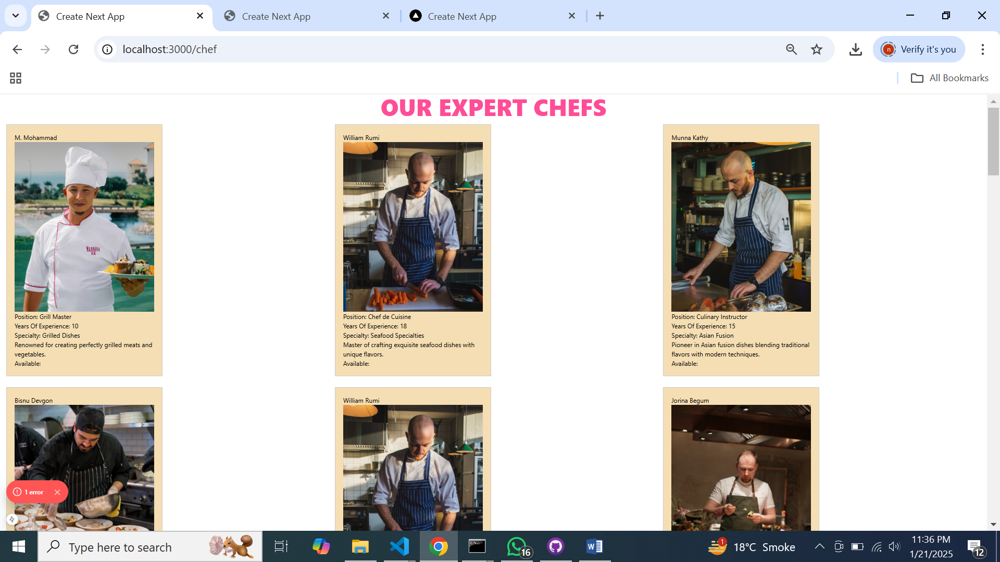 Create Next App
Create Next App
Create Next App
localhost:3000/chef
n
Verify it's you
All Bookmarks
OUR EXPERT CHEFS
M. Mohammad
VENEZIA
ICE
Position: Grill Master
Years Of Experience: 10
Specialty: Grilled Dishes
Renowned for creating perfectly grilled meats and
vegetables.
Available:
William Rumi
Position: Chef de Cuisine
Years Of Experience: 18
Specialty: Seafood Specialties
Master of crafting exquisite seafood dishes with
unique flavors.
Available:
Munna Kathy
Position: Culinary Instructor
Years Of Experience: 15
Specialty: Asian Fusion
Pioneer in Asian fusion dishes blending traditional
flavors with modern techniques.
Available:
Bisnu Devgon
William Rumi
Jorina Begum
1 error
Type here to search
16
1
18°C Smoke
11:36 PM
1/21/2025
12